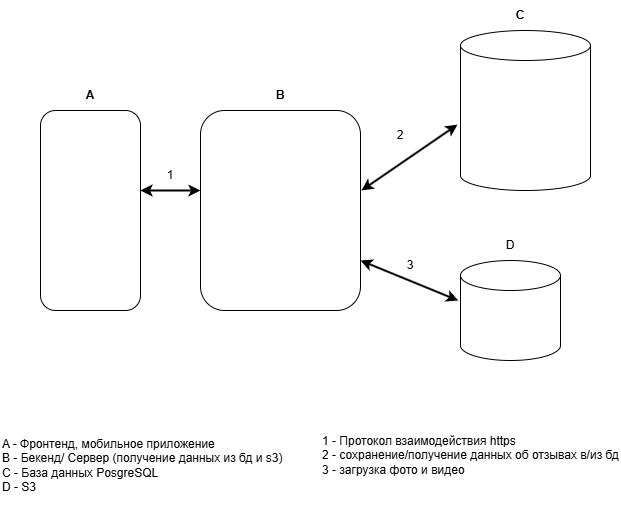 C
A
B
2
1
D
3
A - Фронтенд, мобильное приложение
B - Бекенд/ Сервер (получение данных из бд и s3)
C - База данных PosgreSQL
D - S3
1 - Протокол взаимодействия https
2 - сохранение/получение данных об отзывах в/из бд
3 - загрузка фото и видео